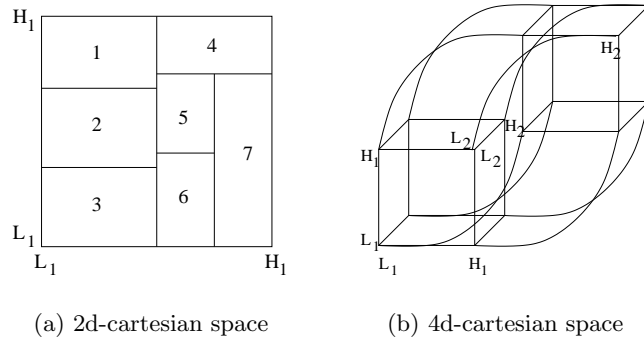 H1
1
4
2
5
7
3
6
L1
L1
H1
H2
H2
L2
H1
L2
L1
L1
H1
(a) 2d-cartesian space
(b) 4d-cartesian space